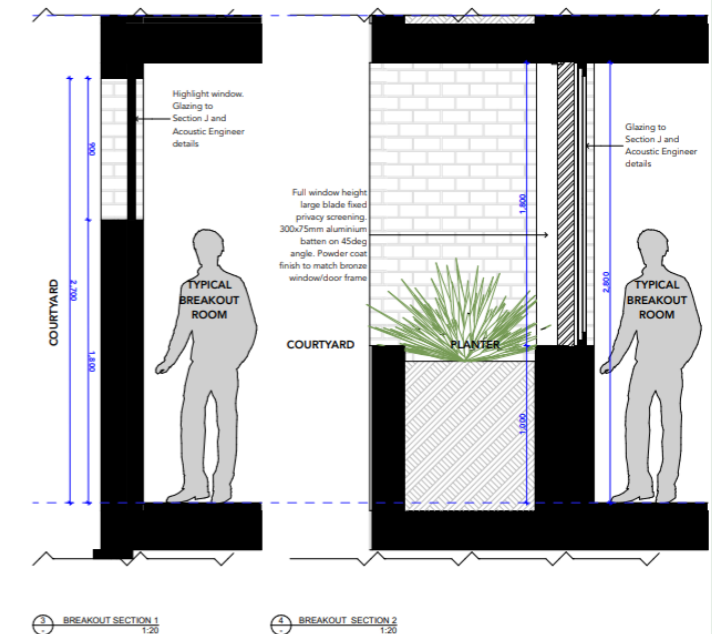 Highlight window.
Glazing to
Section J and
Acoustic Engineer
details
900
2,700
1,800
COURTYARD
TYPICAL
BREAKOUT
ROOM
3
-
BREAKOUT SECTION 1
1:20
Full window height
large blade fixed
privacy screening.
300x75mm aluminium
batten on 45deg
angle. Powder coat
finish to match bronze
window/door frame
Glazing to
Section J and
Acoustic Engineer
details
1,800
2,800
1,000
COURTYARD
PLANTER
TYPICAL
BREAKOUT
ROOM
4
-
BREAKOUT SECTION 2
1:20